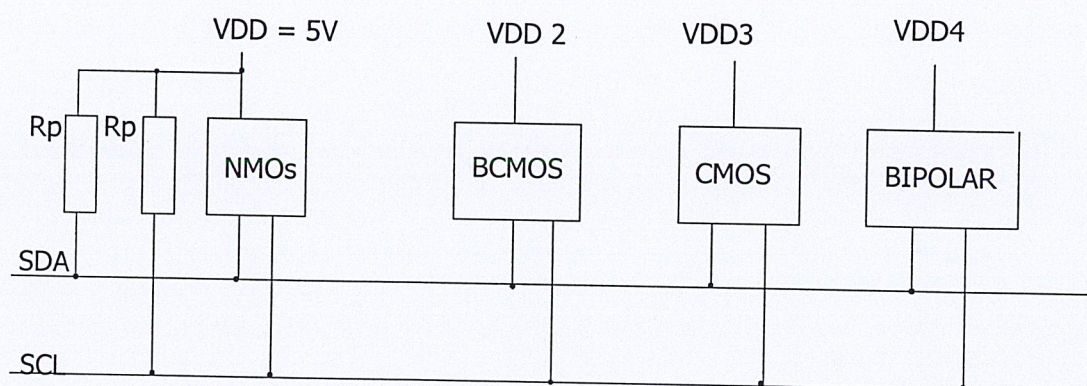 VDD = 5V
VDD 2
VDD3
VDD4
Rp
Rp
NMOs
BCMOS
CMOS
BIPOLAR
SDA
SCL